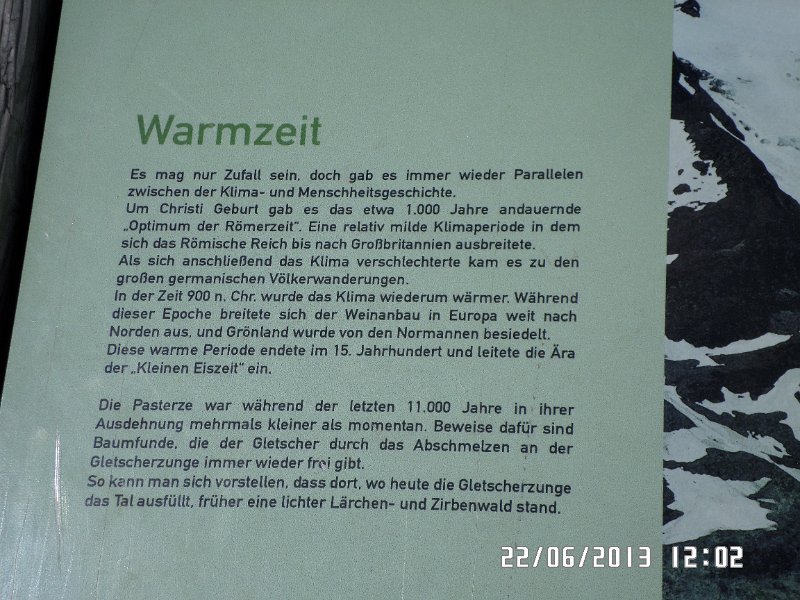 Warmzeit
Es mag nur Zufall sein, doch gab es immer wieder Parallelen
zwischen der Klima- und Menschheitsgeschichte.
Um Christi Geburt gab es das etwa 1.000 Jahre andauernde
„Optimum der Römerzeit“. Eine relativ milde Klimaperiode in dem
sich das Römische Reich bis nach Großbritannien ausbreitete.
Als sich anschließend das Klima verschlechterte kam es zu den
großen germanischen Völkerwanderungen.
In der Zeit 900 n. Chr. wurde das Klima wiederum wärmer. Während
dieser Epoche breitete sich der Weinanbau in Europa weit nach
Norden aus, und Grönland wurde von den Normannen besiedelt.
Diese warme Periode endete im 15. Jahrhundert und leitete die Ära
der „Kleinen Eiszeit“ ein.
Die Pasterze war während der letzten 11.000 Jahre in ihrer
Ausdehnung mehrmals kleiner als momentan. Beweise dafür sind
Baumfunde, die der Gletscher durch das Abschmelzen an der
Gletscherzunge immer wieder frei gibt.
So kann man sich vorstellen, dass dort, wo heute die Gletscherzunge
das Tal ausfüllt, früher eine lichter Lärchen- und Zirbenwald stand.
22/06/2013 12:02